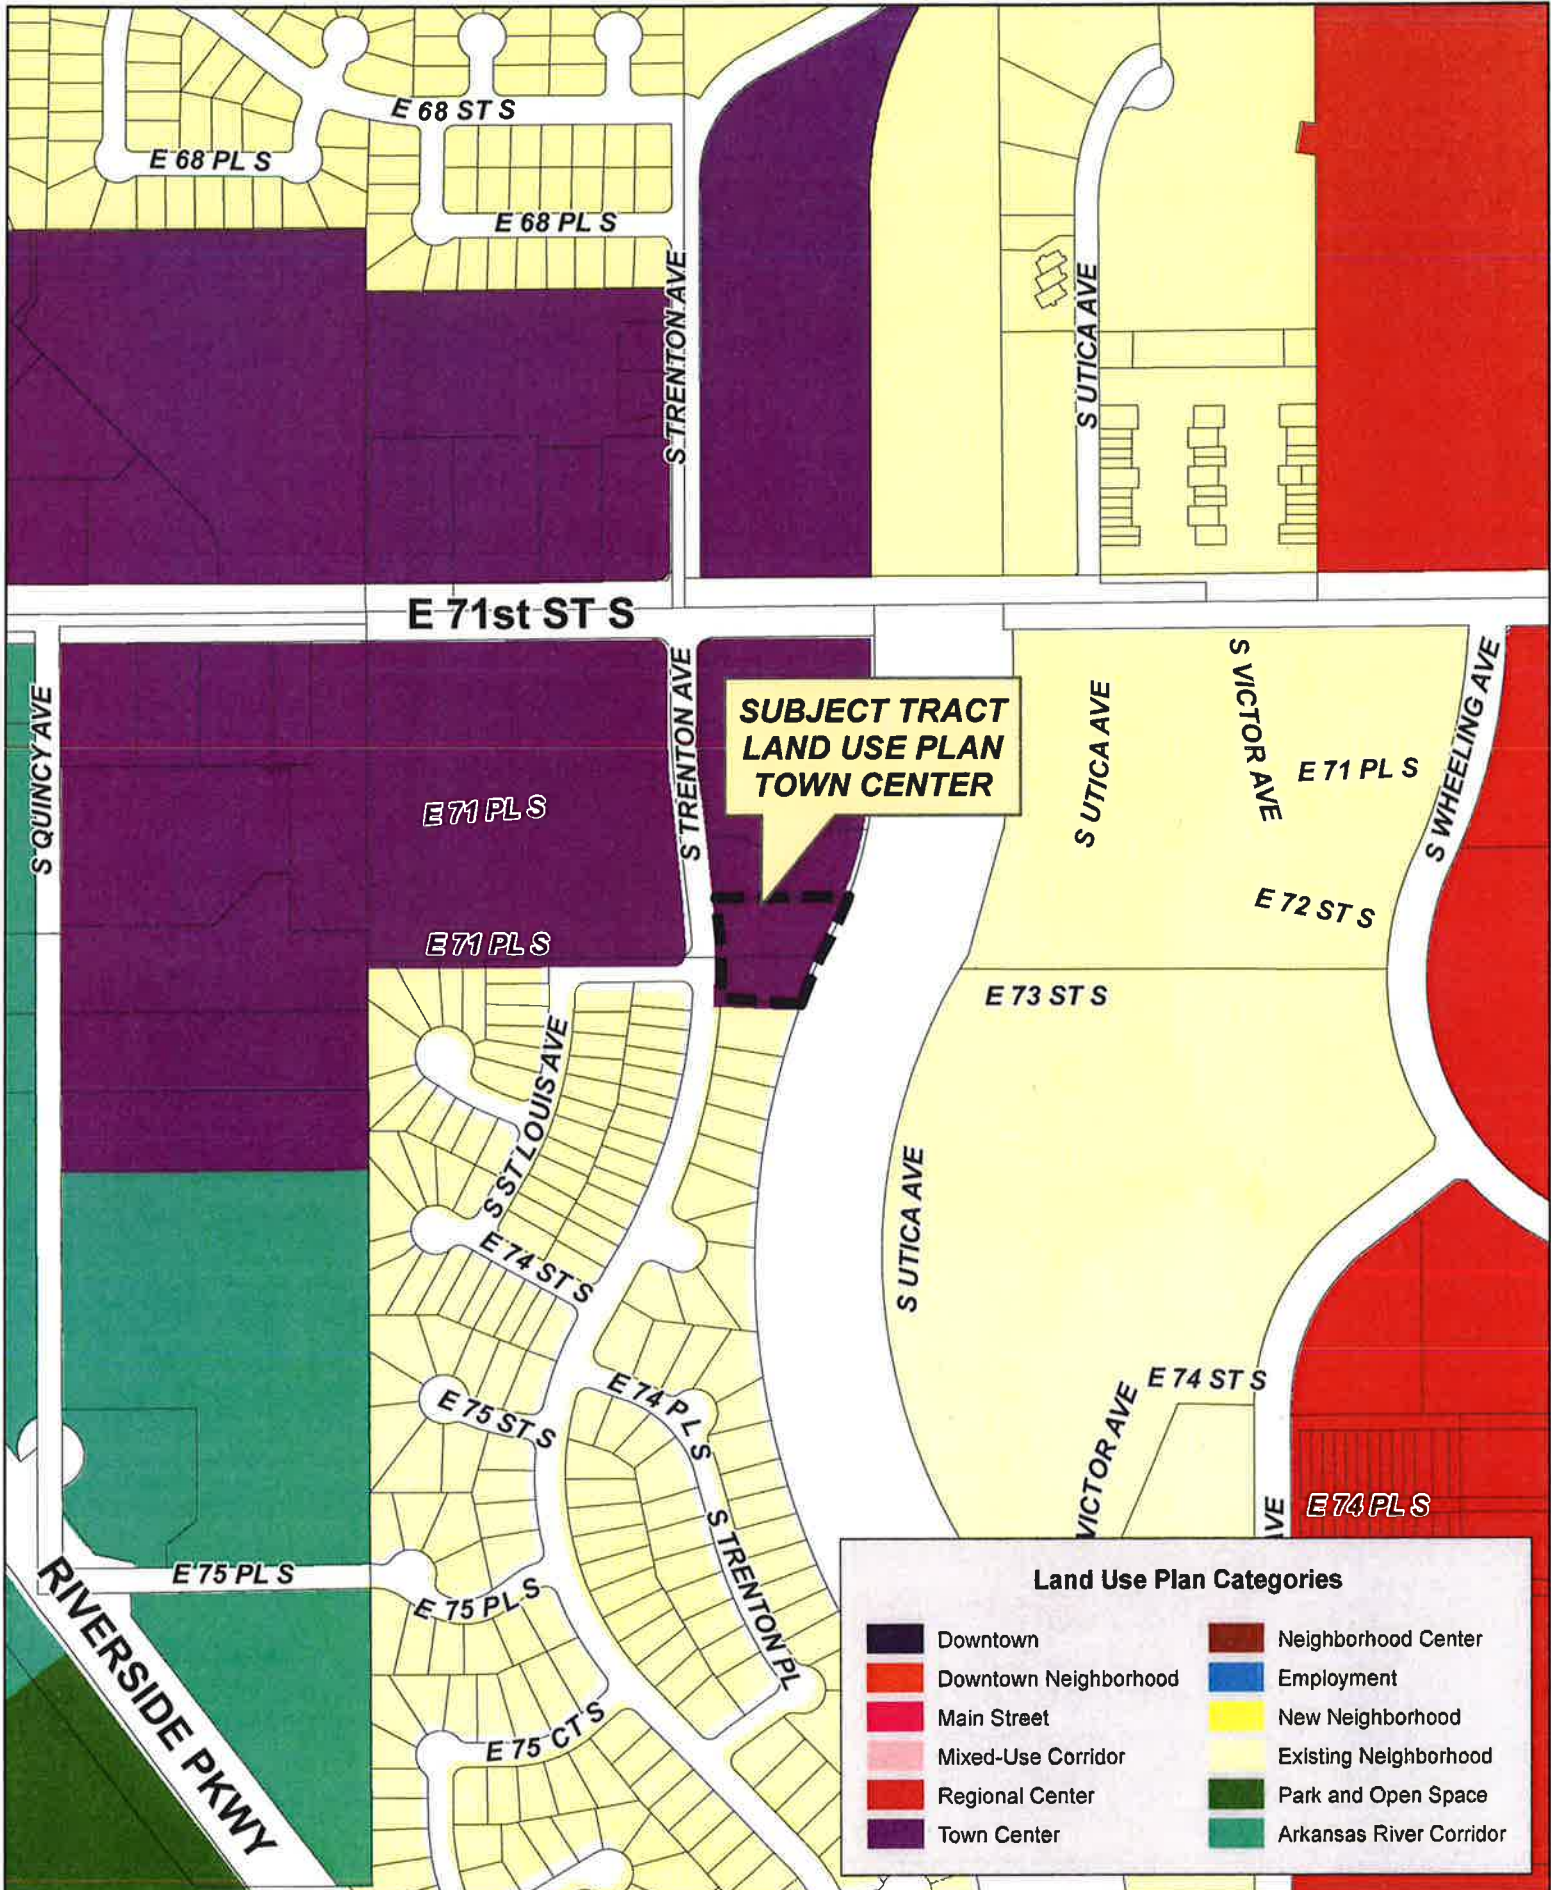 E 68 ST S
E 68 PL S
E 68 PL S
S TRENTON AVE
S UTICA AVE
E 71st ST S
S QUINCY AVE
S TRENTON AVE
SUBJECT TRACT
LAND USE PLAN
TOWN CENTER
S UTICA AVE
S VICTOR AVE
E 71 PL S
S WHEELING AVE
E 71 PL S
E 72 ST S
E 71 PL S
E 73 ST S
S ST LOUIS AVE
S UTICA AVE
E 74 ST S
E 74 PL S
E 74 ST S
VICTOR AVE
E 75 ST S
S TRENTON PL
AVE
E 74 PL S
E 75 PL S
E 75 PL S
RIVERSIDE PKWY
E 75 CT S
Land Use Plan Categories
Downtown
Downtown Neighborhood
Main Street
Mixed-Use Corridor
Regional Center
Town Center
Neighborhood Center
Employment
New Neighborhood
Existing Neighborhood
Park and Open Space
Arkansas River Corridor